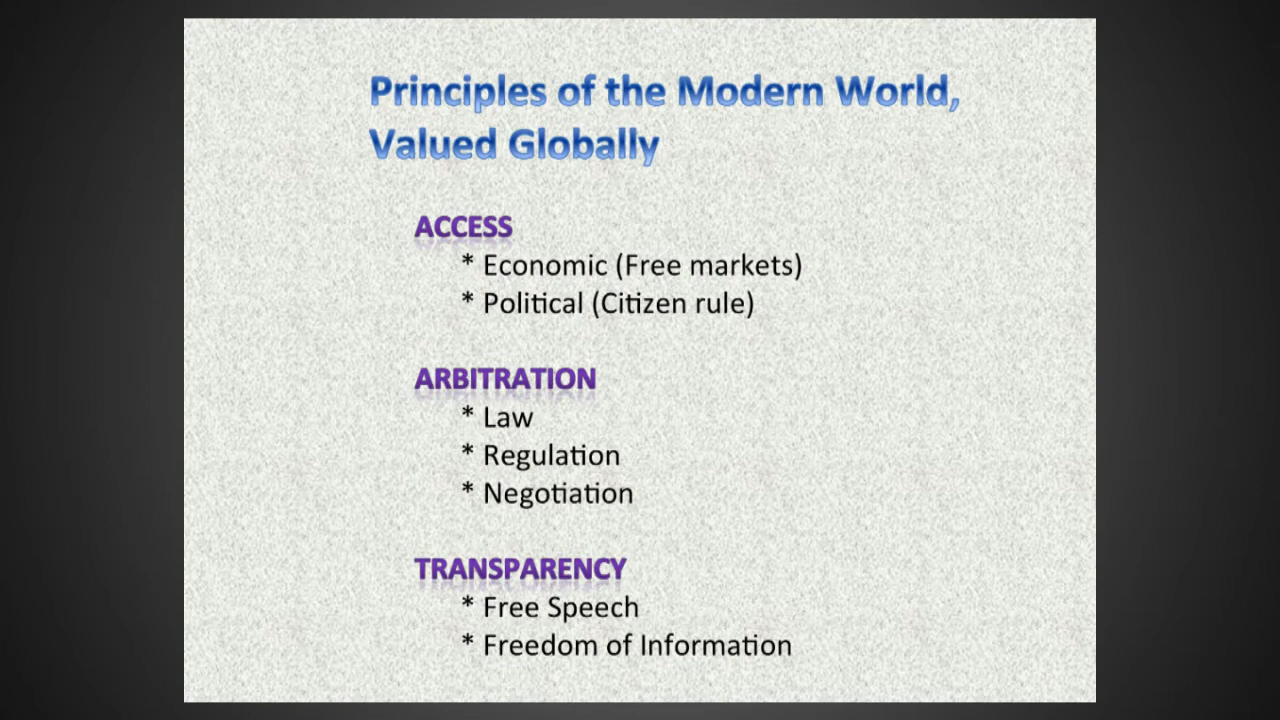 Principles of the Modern World,
Valued Globally
ACCESS
* Economic (Free markets)
* Political (Citizen rule)
ARBITRATION
* Law
* Regulation
* Negotiation
TRANSPARENCY
* Free Speech
* Freedom of Information